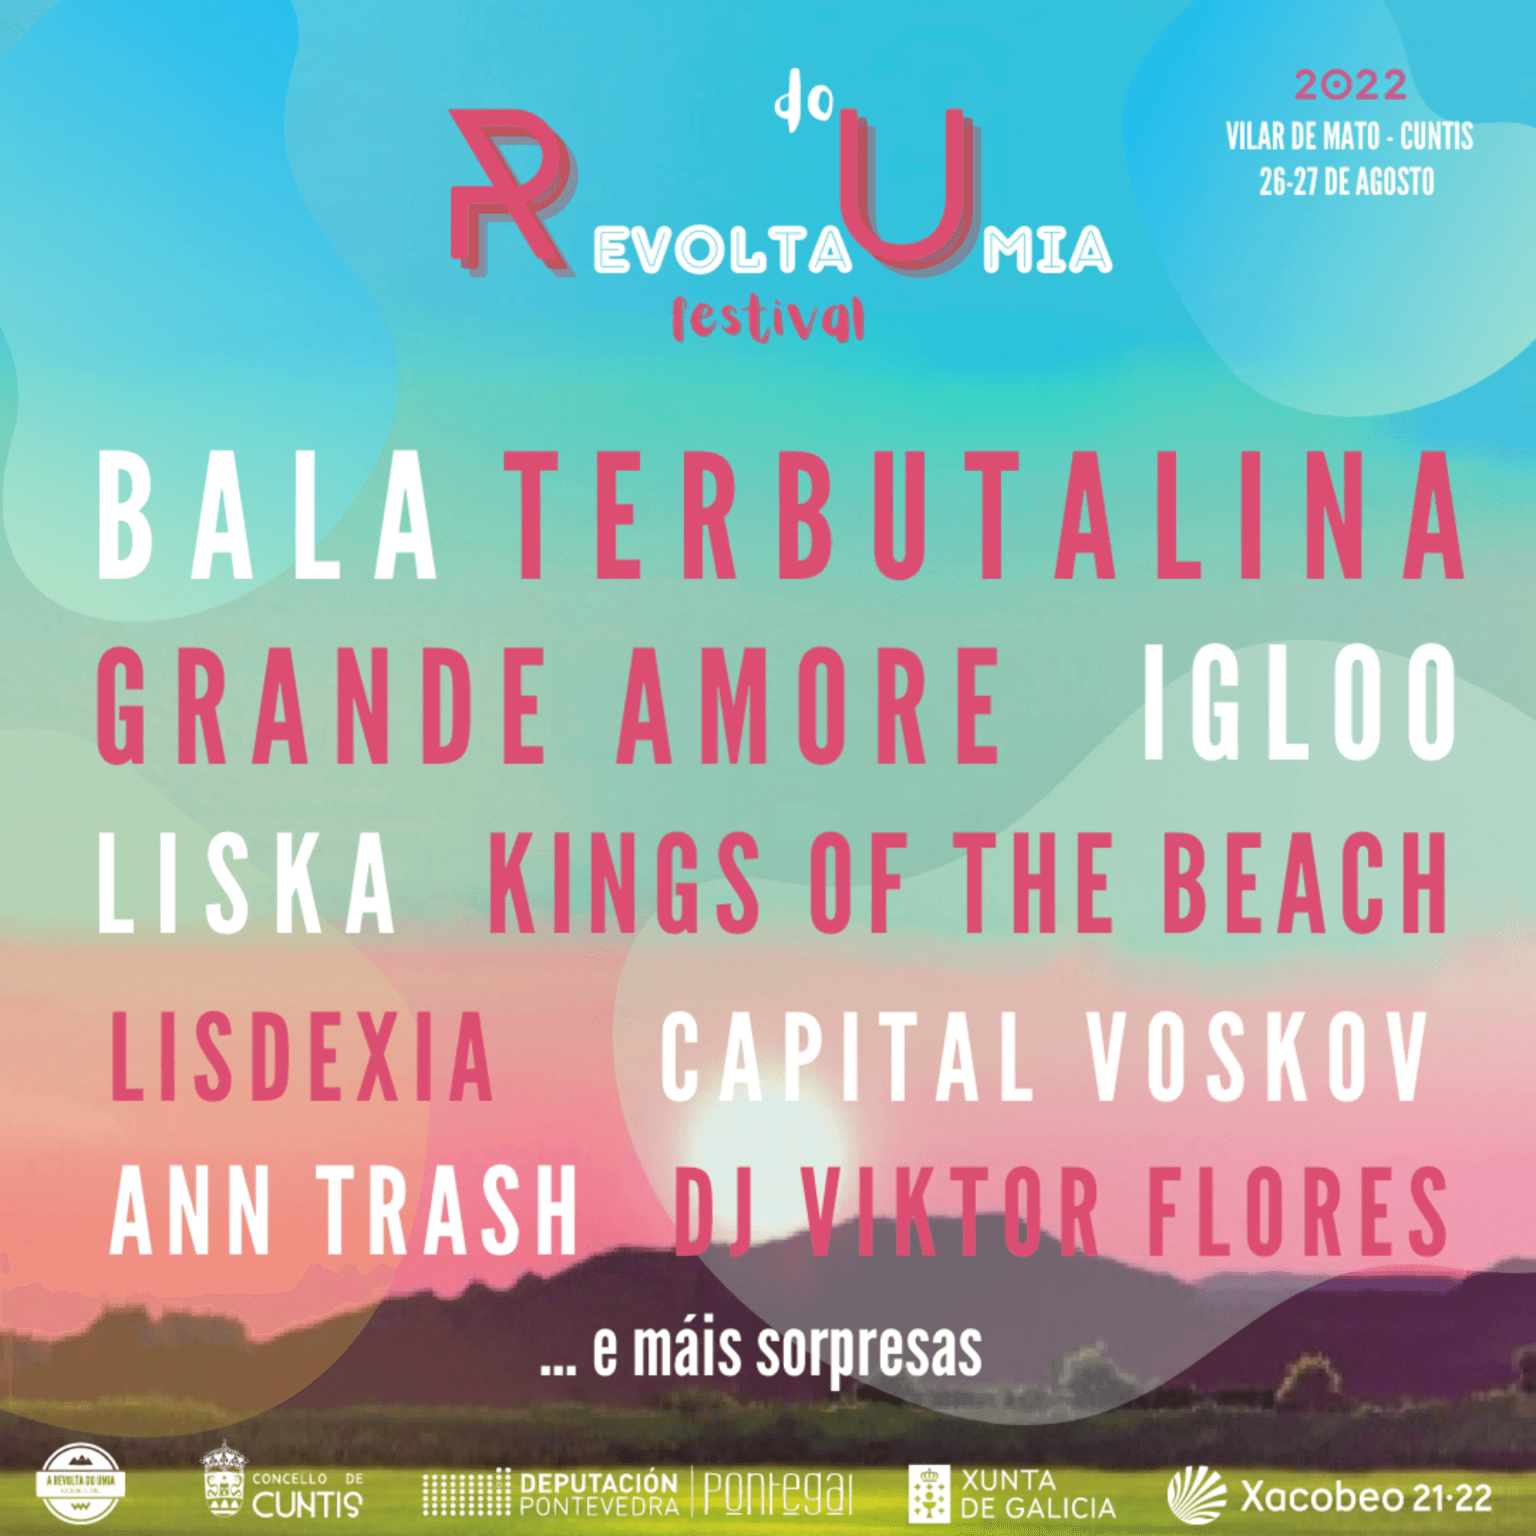 do
REVOLTA UMIA
festival
2022
VILAR DE MATO - CUNTIS
26-27 DE AGOSTO
BALA TERBUTALINA
GRANDE AMORE IGLOO
LISKA KINGS OF THE BEACH
LISDEXIA CAPITAL VOSKOV
ANN TRASH DJ VIKTOR FLORES
... e máis sorpresas
A REVOLTA DO UMIA
CONCELLO DE
CUNTIS
DEPUTACIÓN
PONTEVEDRA
PONTEGAL
XUNTA
DE GALICIA
Xacobeo 21·22